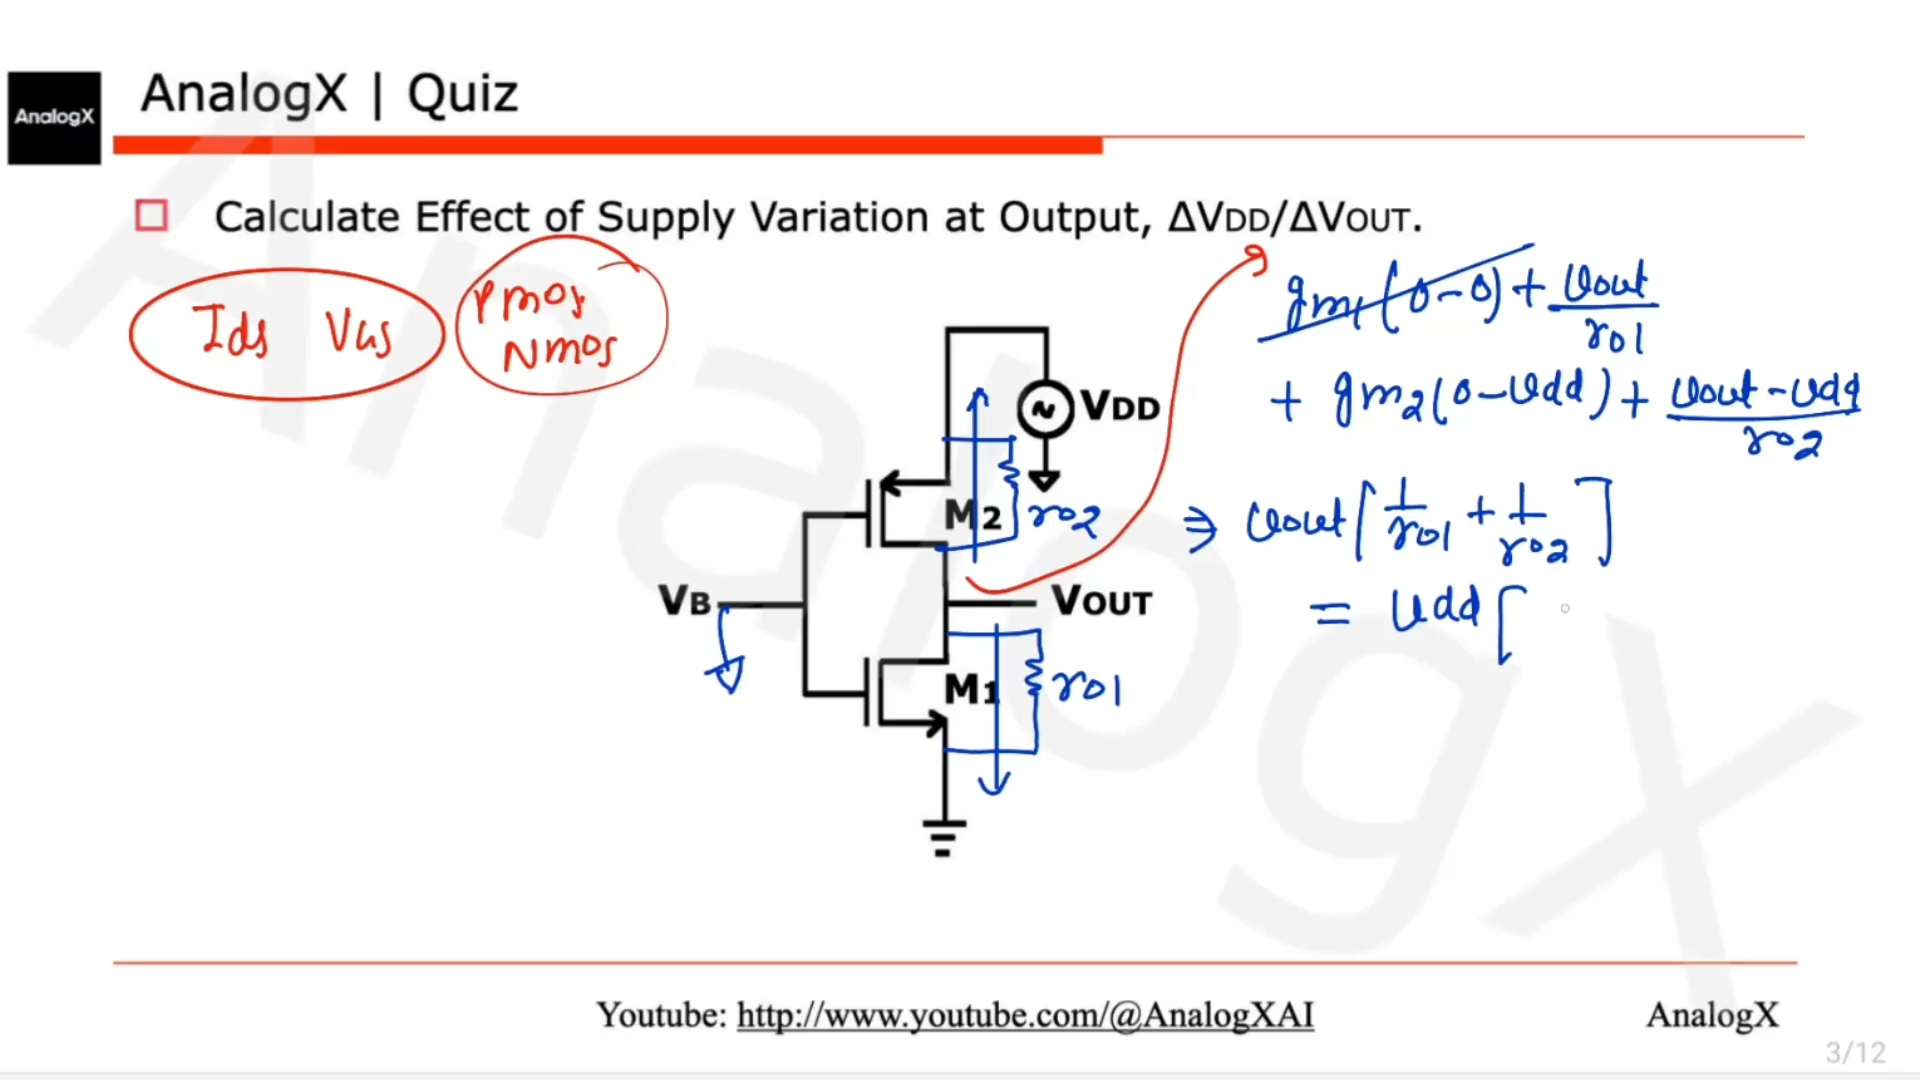 AnalogX
AnalogX | Quiz
Calculate Effect of Supply Variation at Output, ΔVDD/ΔVOUT.
Ids Vgs
Pmos
Nmos
gm1(0-0) + vout/ro1
+ gm2(0-vdd) + vout-vdd/ro2
⇒ vout[1/ro1 + 1/ro2]
= vdd[
VDD
M2 ro2
VB
VOUT
M1 ro1
AnalogX
Youtube: http://www.youtube.com/@AnalogXAI
AnalogX
3/12